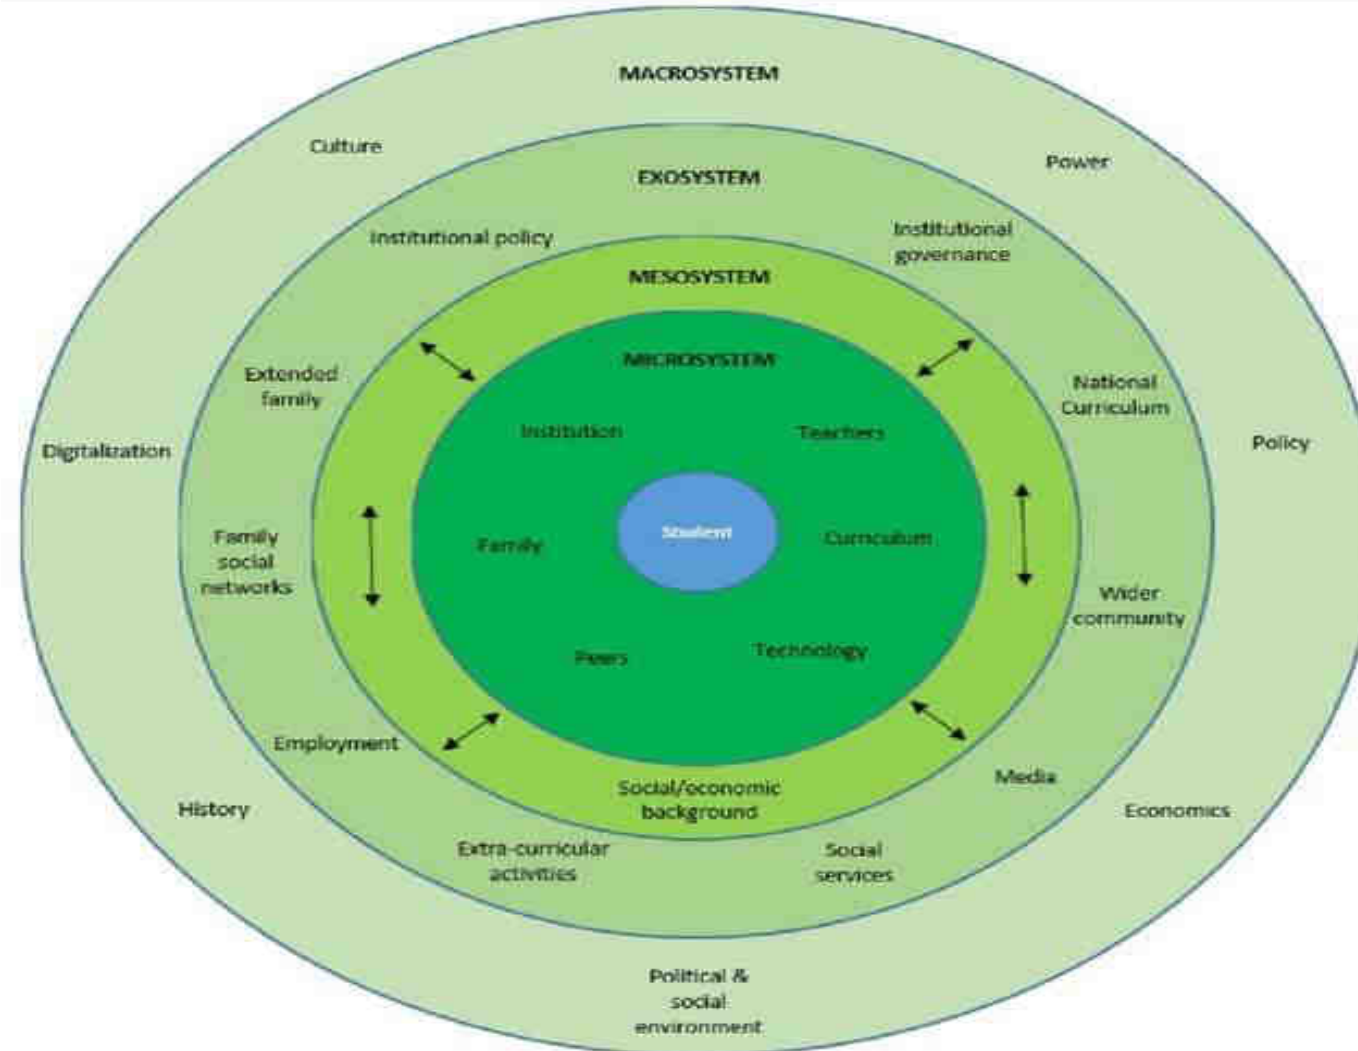 MACROSYSTEM
Culture
Power
EXOSYSTEM
Institutional policy
Institutional
governance
MESOSYSTEM
MICROSYSTEM
Extended
family
National
Curriculum
Institution
Teachers
Digitalization
Policy
Student
Family
social
networks
Family
Curriculum
Wider
community
Peers
Technology
Employment
Media
Social/economic
background
History
Economics
Extra-curricular
activities
Social
services
Political &
social
environment